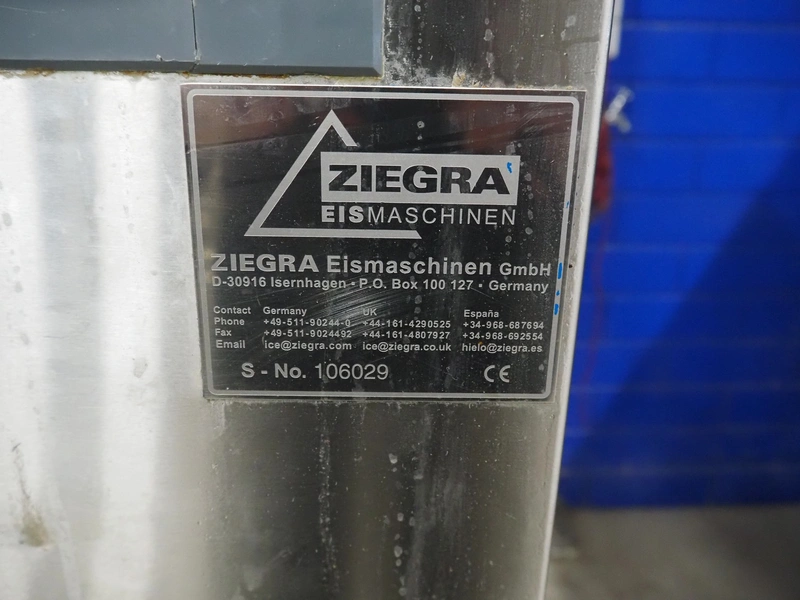 ZIEGRA
EISMASCHINEN
ZIEGRA Eismaschinen GmbH
D-30916 Isernhagen • P.O. Box 100 127 • Germany
Contact Germany UK España
Phone +49-511-90244-0 +44-161-4290525 +34-968-687694
Fax +49-511-9024492 +44-161-4807927 +34-968-692554
Email ice@ziegra.com ice@ziegra.co.uk hielo@ziegra.es
S - No. 106029 CE